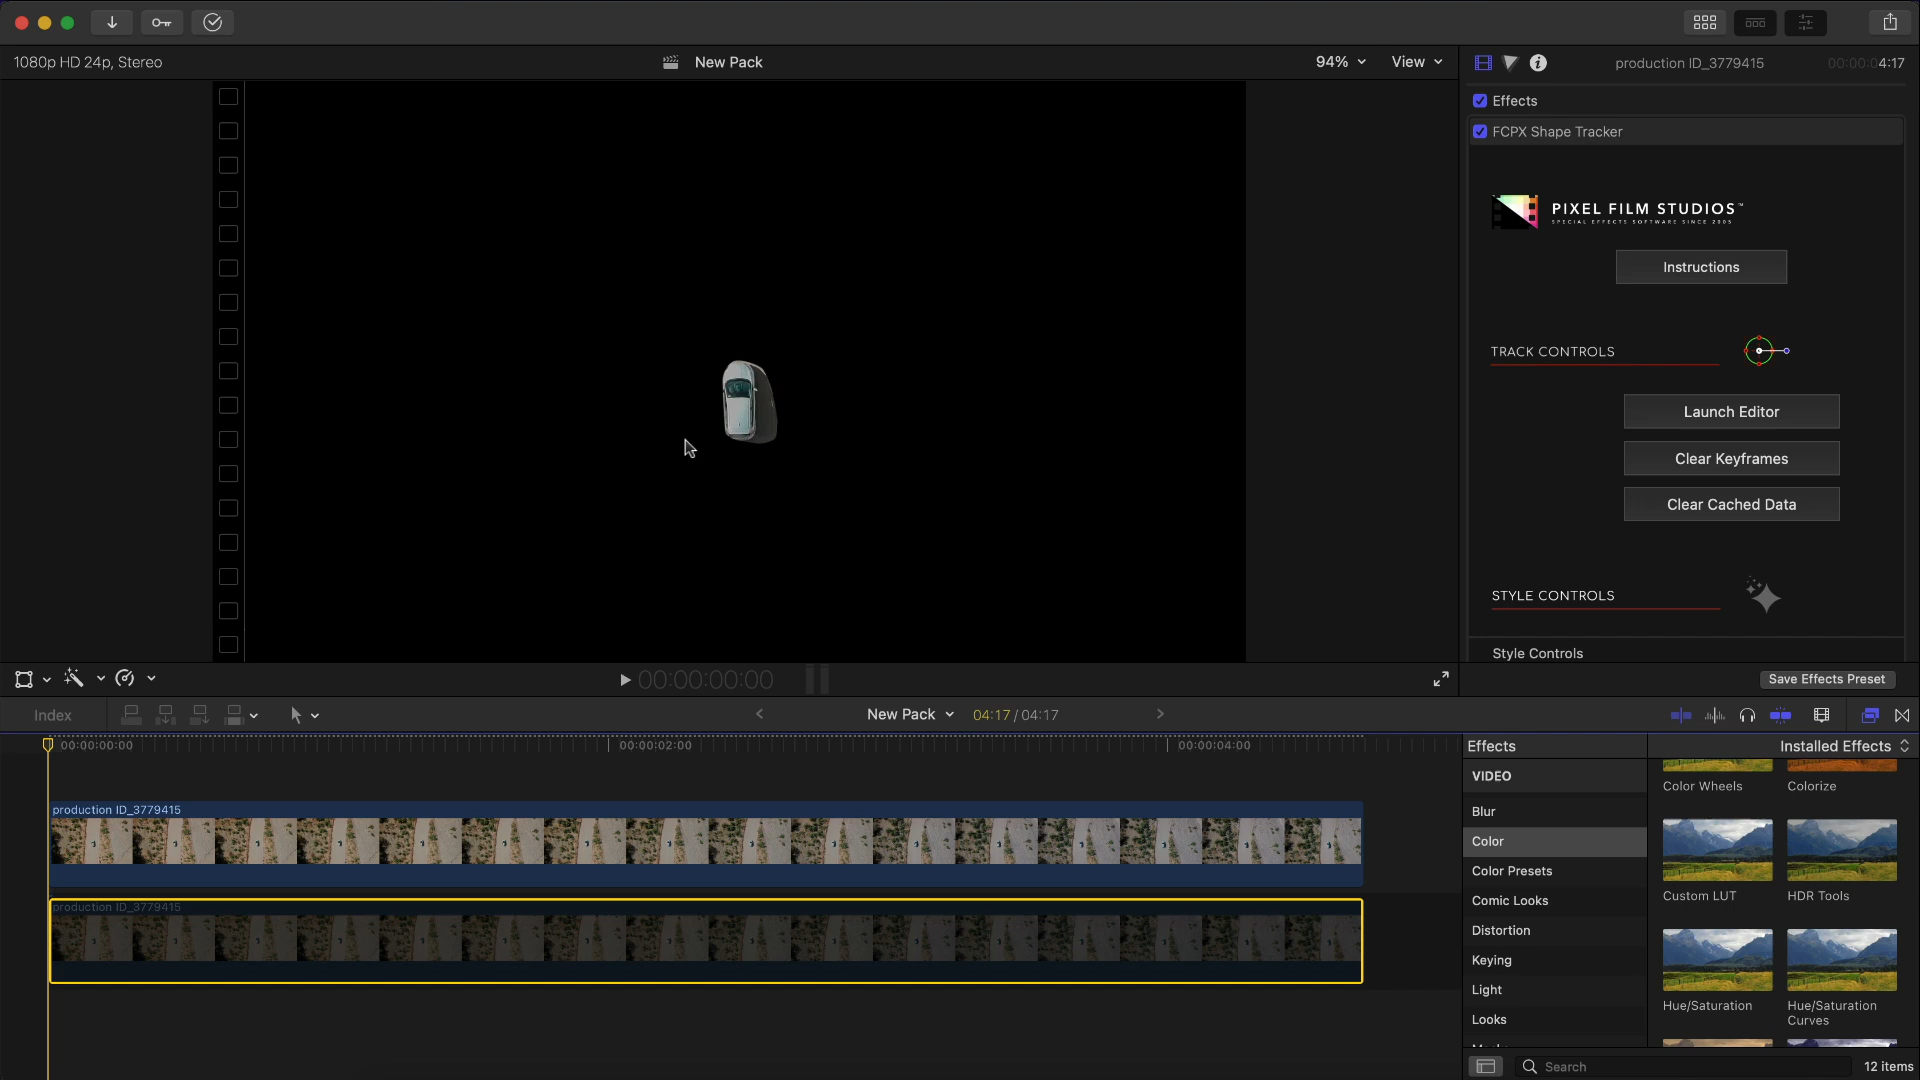 1080p HD 24p, Stereo
New Pack
94%
View
production ID_3779415
00:00:04:17
Effects
FCPX Shape Tracker
PIXEL FILM STUDIOS™
SPECIAL EFFECTS SOFTWARE SINCE 2005
Instructions
TRACK CONTROLS
Launch Editor
Clear Keyframes
Clear Cached Data
STYLE CONTROLS
Style Controls
00:00:00:00
Save Effects Preset
Index
New Pack
04:17 / 04:17
00:00:00:00
00:00:02:00
00:00:04:00
production ID_3779415
production ID_3779415
Effects
Installed Effects
VIDEO
Blur
Color
Color Presets
Comic Looks
Distortion
Keying
Light
Looks
Color Wheels
Colorize
Custom LUT
HDR Tools
Hue/Saturation
Hue/Saturation
Curves
Search
12 items